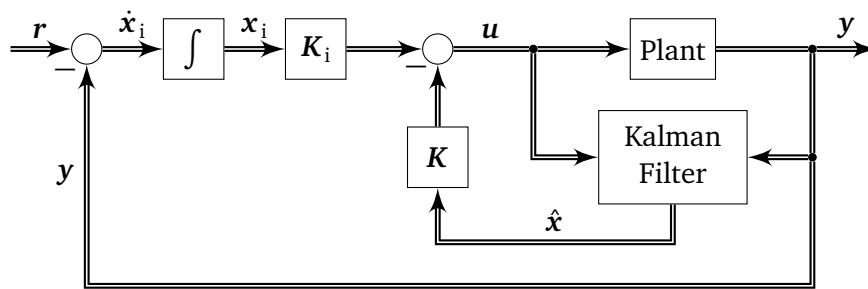 r
ẋᵢ
∫
xᵢ
Kᵢ
u
Plant
y
−
−
Kalman
Filter
K
y
x̂